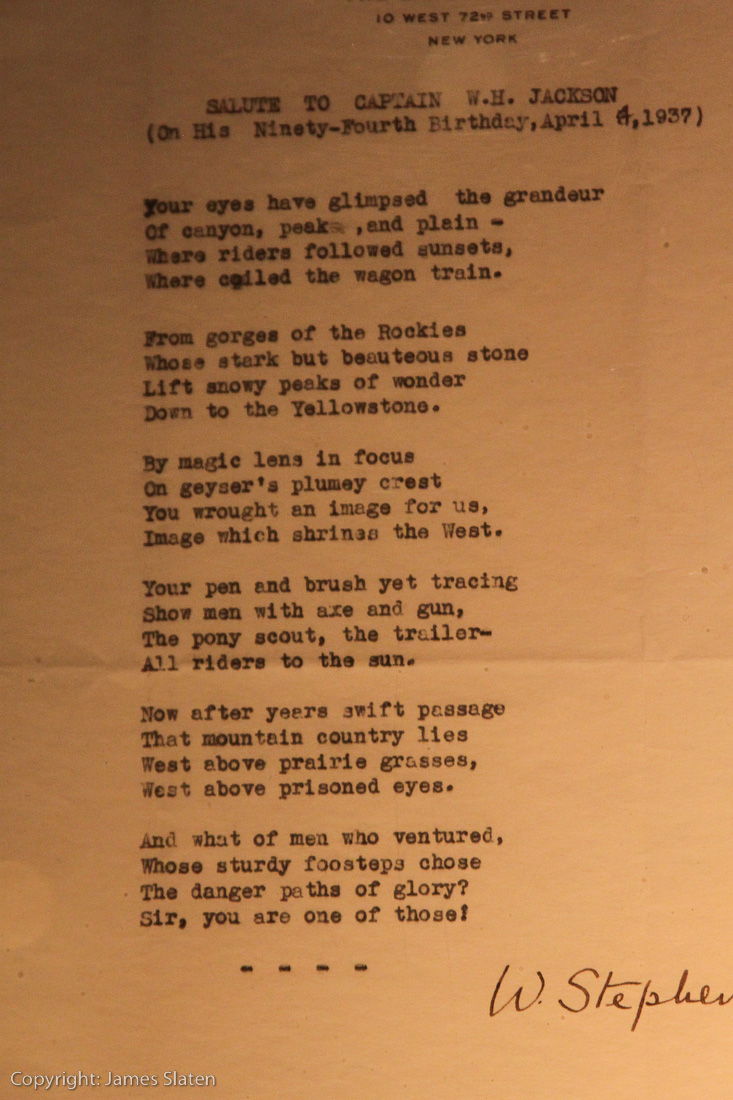 10 WEST 72ND STREET
NEW YORK
SALUTE TO CAPTAIN W.H. JACKSON
(On His Ninety-Fourth Birthday,April 4,1937)
Your eyes have glimpsed the grandeur
Of canyon, peaks ,and plain -
Where riders followed sunsets,
Where coiled the wagon train.
From gorges of the Rockies
Whose stark but beauteous stone
Lift snowy peaks of wonder
Down to the Yellowstone.
By magic lens in focus
On geyser's plumey crest
You wrought an image for us,
Image which shrines the West.
Your pen and brush yet tracing
Show men with axe and gun,
The pony scout, the trailer-
All riders to the sun.
Now after years swift passage
That mountain country lies
West above prairie grasses,
West above prisoned eyes.
And what of men who ventured,
Whose sturdy foosteps chose
The danger paths of glory?
Sir, you are one of those!
- - - -
W. Stephen
Copyright: James Slaten